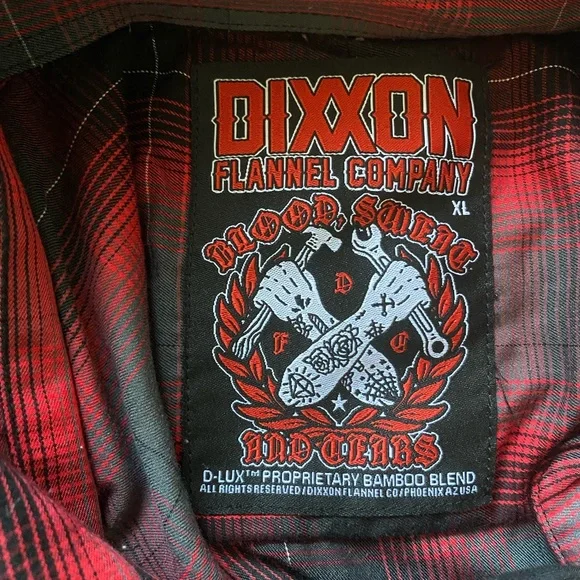 DIXXON
FLANNEL COMPANY
XL
BLOOD, SWEAT
D
F C
AND TEARS
D-LUX™ PROPRIETARY BAMBOO BLEND
ALL RIGHTS RESERVED/DIXXON FLANNEL CO/PHOENIX AZ USA